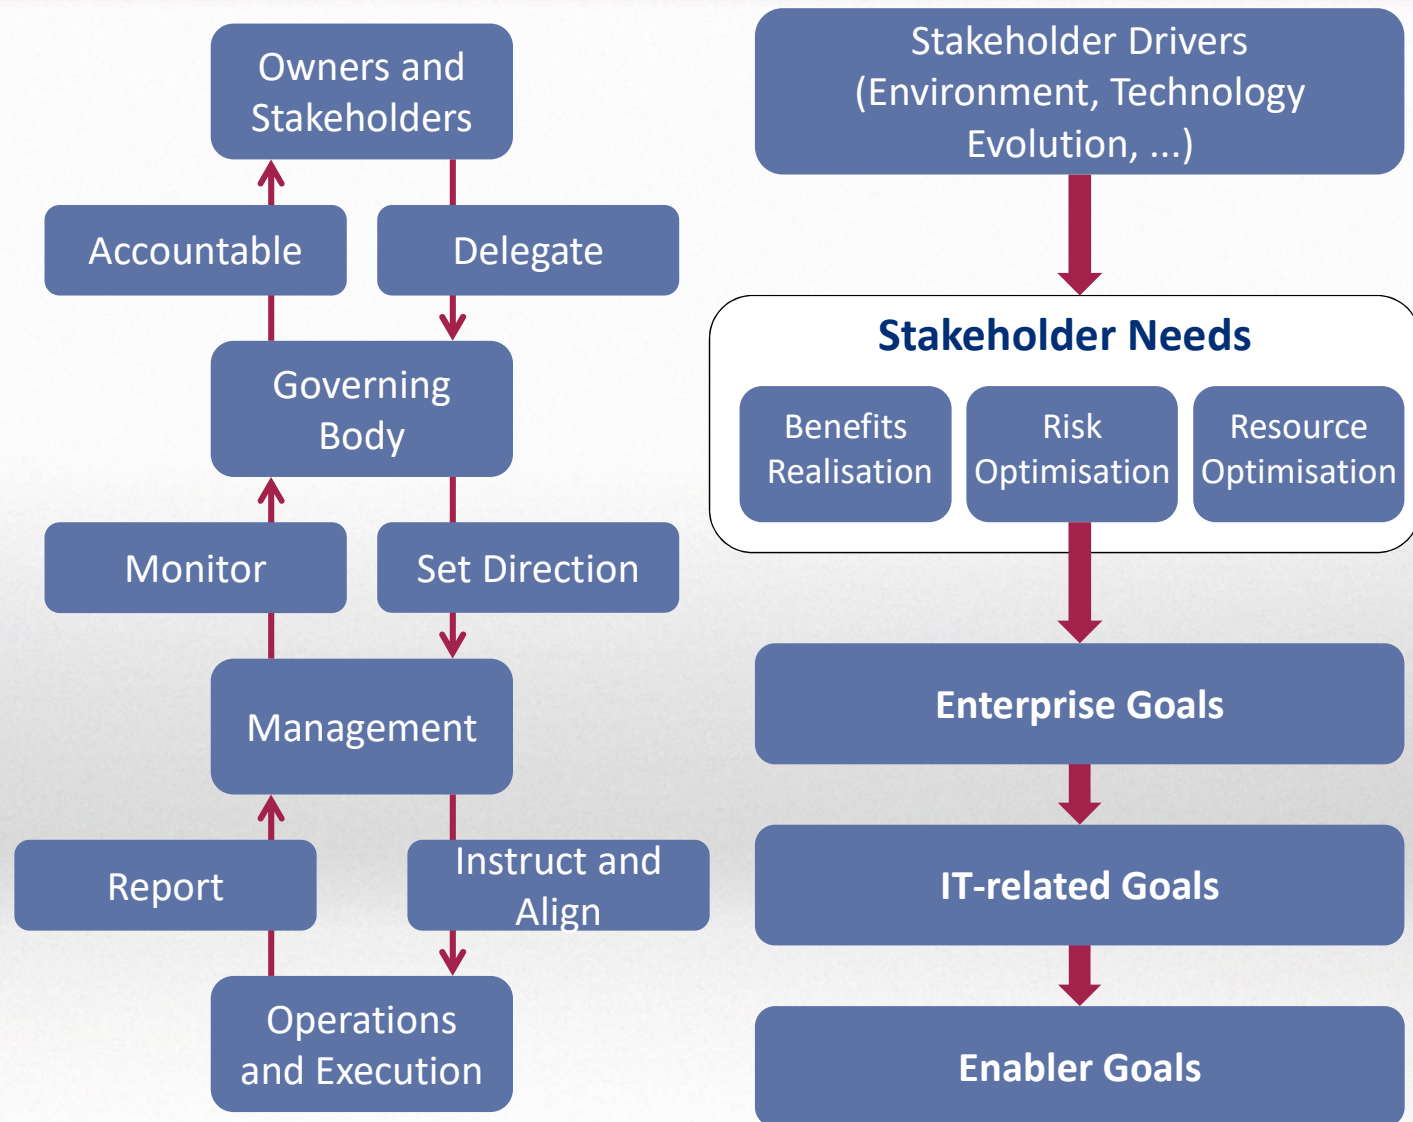 Owners and
Stakeholders
Accountable
Delegate
Governing
Body
Monitor
Set Direction
Management
Report
Instruct and
Align
Operations
and Execution
Stakeholder Drivers
(Environment, Technology
Evolution, ...)
Stakeholder Needs
Benefits
Realisation
Risk
Optimisation
Resource
Optimisation
Enterprise Goals
IT-related Goals
Enabler Goals